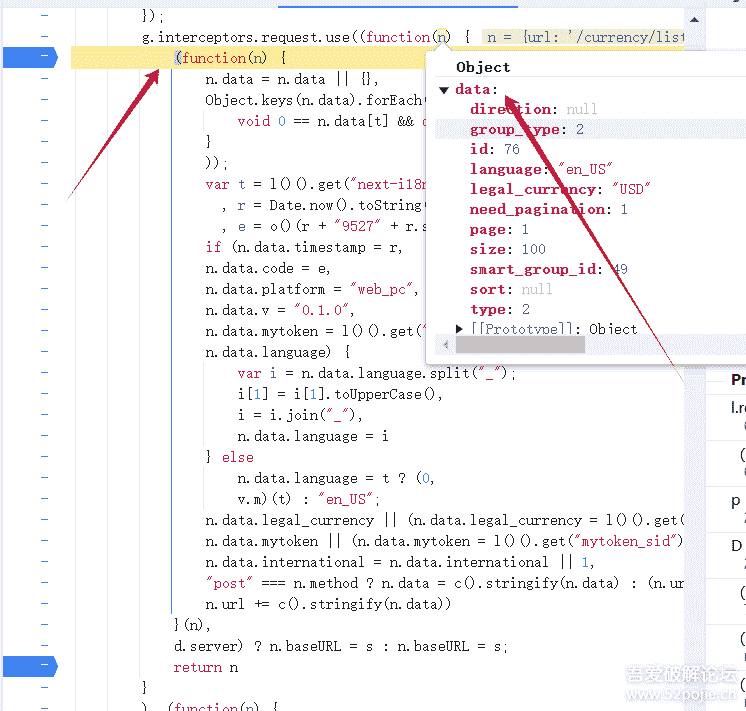 });
g.interceptors.request.use((function(n) { n = {url: '/currency/list
(function(n) {
n.data = n.data || {},
Object.keys(n.data).forEach(
void 0 == n.data[t] &&
}
));
var t = l()().get("next-i18n
, r = Date.now().toString(
, e = o()(r + "9527" + r.s
if (n.data.timestamp = r,
n.data.code = e,
n.data.platform = "web_pc",
n.data.v = "0.1.0",
n.data.mytoken = l()().get("
n.data.language) {
var i = n.data.language.split("_");
i[1] = i[1].toUpperCase(),
i = i.join("_"),
n.data.language = i
} else
n.data.language = t ? (0,
v.m)(t) : "en_US";
n.data.legal_currency || (n.data.legal_currency = l()().get(
n.data.mytoken || (n.data.mytoken = l()().get("mytoken_sid")
n.data.international = n.data.international || 1,
"post" === n.method ? n.data = c().stringify(n.data) : (n.ur
n.url += c().stringify(n.data))
}(n),
d.server) ? n.baseURL = s : n.baseURL = s;
return n
}
), (function(n) {
Object
data:
direction: null
group_type: 2
id: 76
language: "en_US"
legal_currency: "USD"
need_pagination: 1
page: 1
size: 100
smart_group_id: 49
sort: null
type: 2
[[Prototype]]: Object
Pr
l.re
(
p
D
(
(
(
吾爱破解论坛
www.52pojie.cn